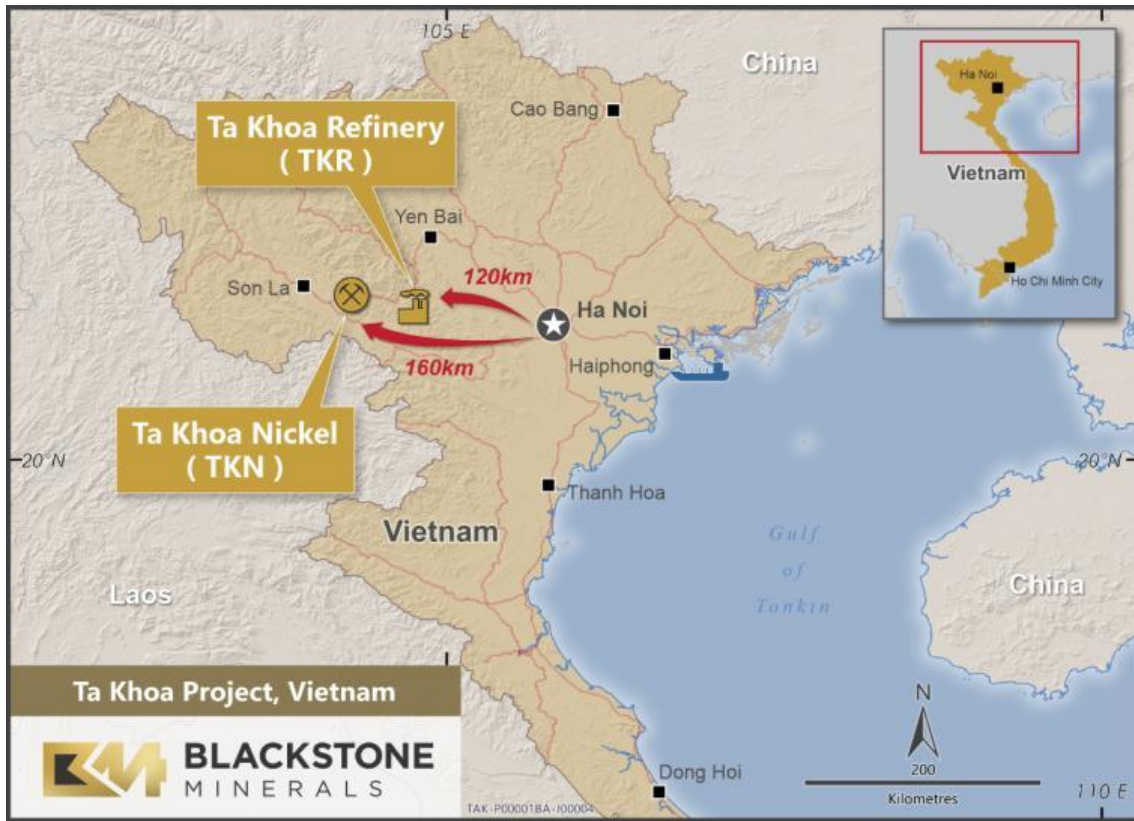 105 E
China
Ta Khoa Refinery
( TKR )
Cao Bang
Yen Bai
120km
Son La
Ha Noi
160km
Haiphong
Ta Khoa Nickel
( TKN )
20°N
20°N
Thanh Hoa
Vietnam
Gulf
of
Tonkin
China
Laos
Ha Noi
Vietnam
Ho Chi Minh City
Ta Khoa Project, Vietnam
BLACKSTONE
MINERALS
TAK-P00001BA-J00004
Dong Hoi
N
200
Kilometres
110 E